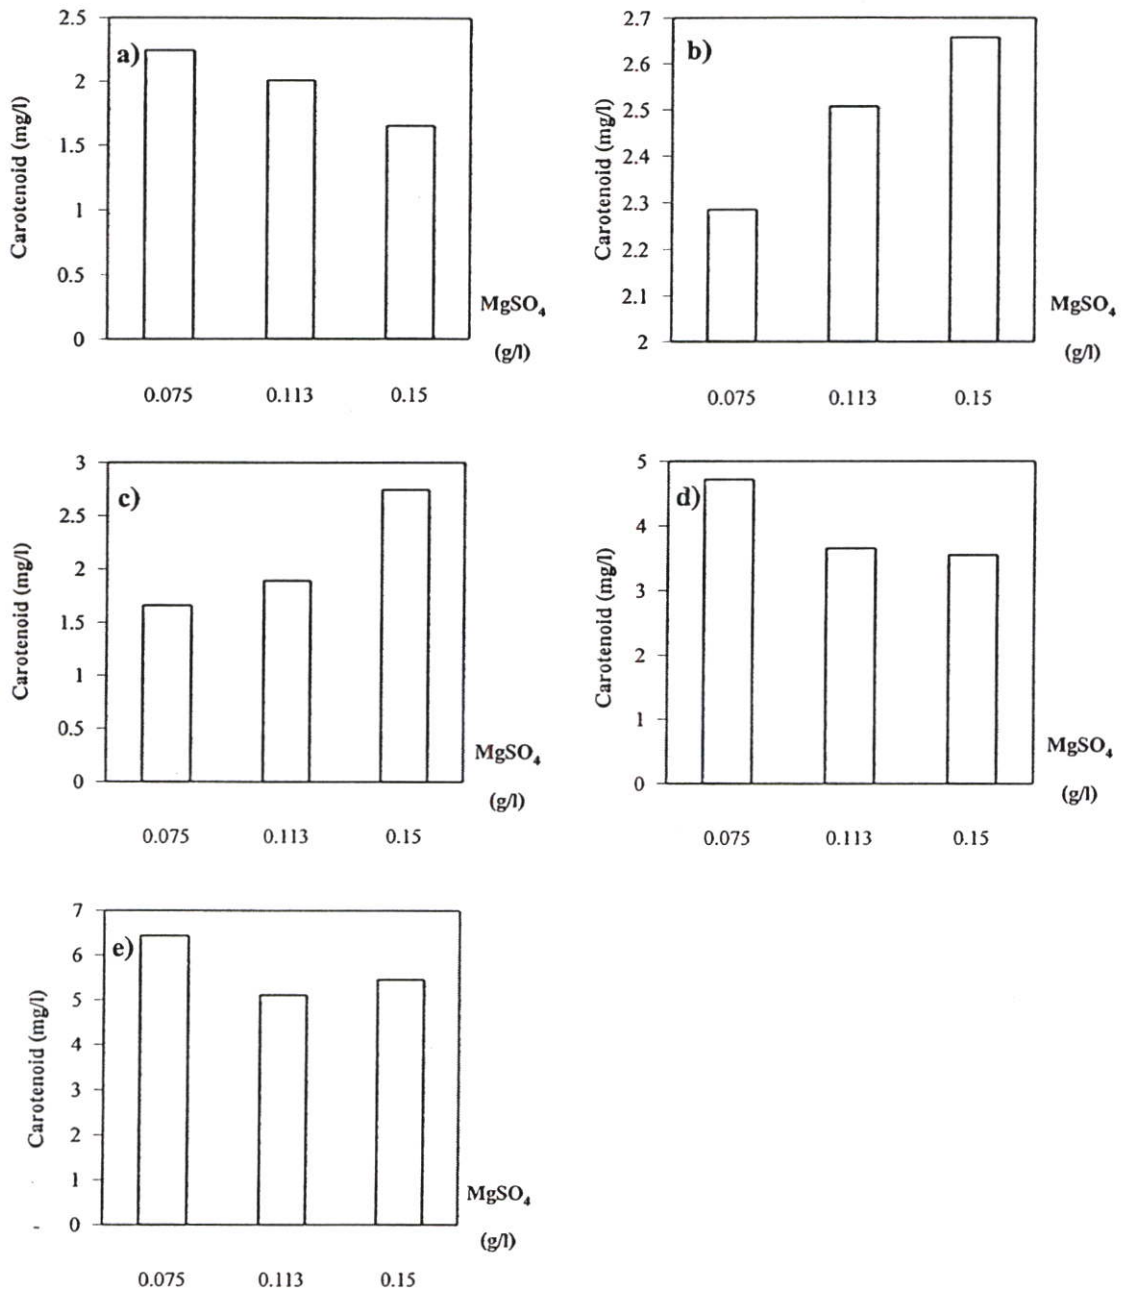 a)
Carotenoid (mg/l)
2.5
2
1.5
1
0.5
0
0.075 0.113 0.15
MgSO₄
(g/l)
b)
Carotenoid (mg/l)
2.7
2.6
2.5
2.4
2.3
2.2
2.1
2
0.075 0.113 0.15
MgSO₄
(g/l)
c)
Carotenoid (mg/l)
3
2.5
2
1.5
1
0.5
0
0.075 0.113 0.15
MgSO₄
(g/l)
d)
Carotenoid (mg/l)
5
4
3
2
1
0
0.075 0.113 0.15
MgSO₄
(g/l)
e)
Carotenoid (mg/l)
7
6
5
4
3
2
1
0
0.075 0.113 0.15
MgSO₄
(g/l)